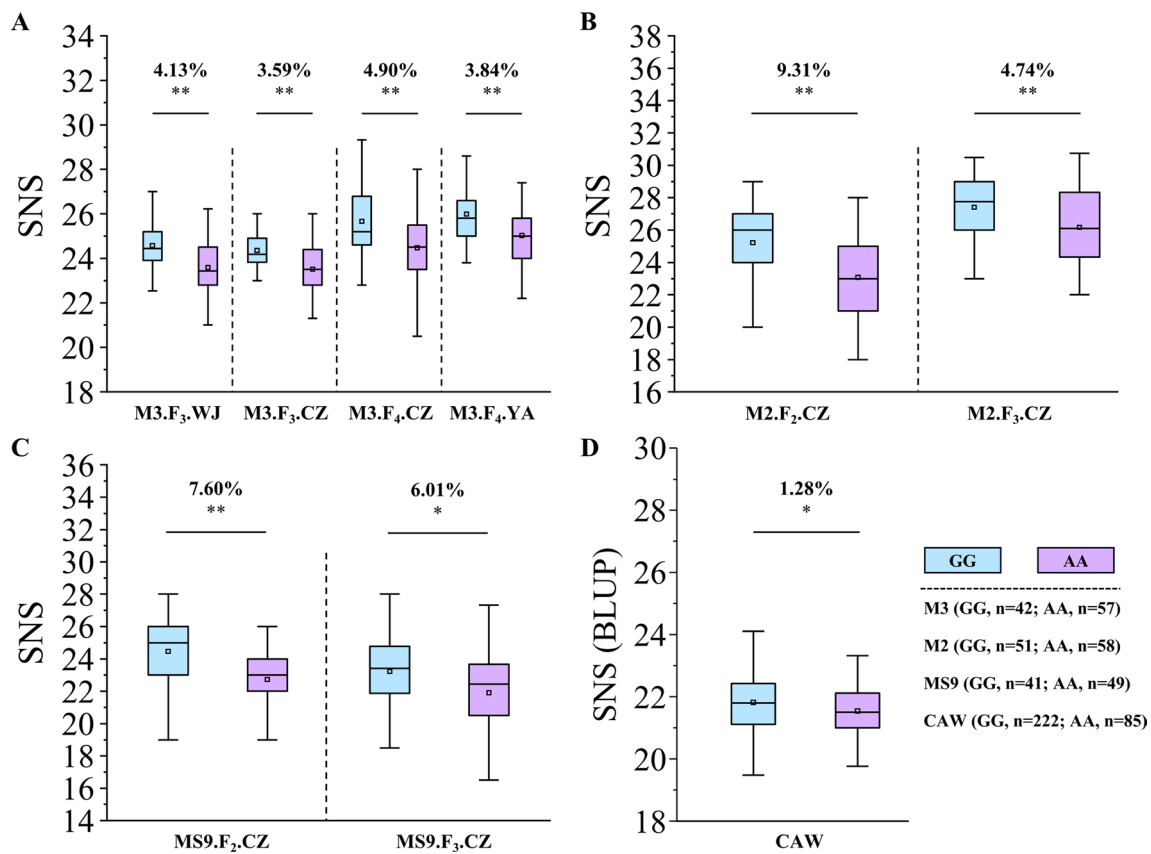 A
SNS
34
32
30
28
26
24
22
20
18
4.13%
**
3.59%
**
4.90%
**
3.84%
**
M3.F₃.WJ
M3.F₃.CZ
M3.F₄.CZ
M3.F₄.YA
B
SNS
38
36
34
32
30
28
26
24
22
20
18
16
9.31%
**
4.74%
**
M2.F₂.CZ
M2.F₃.CZ
C
SNS
36
34
32
30
28
26
24
22
20
18
16
14
7.60%
**
6.01%
*
MS9.F₂.CZ
MS9.F₃.CZ
D
SNS (BLUP)
30
28
26
24
22
20
18
1.28%
*
CAW
GG
AA
M3 (GG, n=42; AA, n=57)
M2 (GG, n=51; AA, n=58)
MS9 (GG, n=41; AA, n=49)
CAW (GG, n=222; AA, n=85)